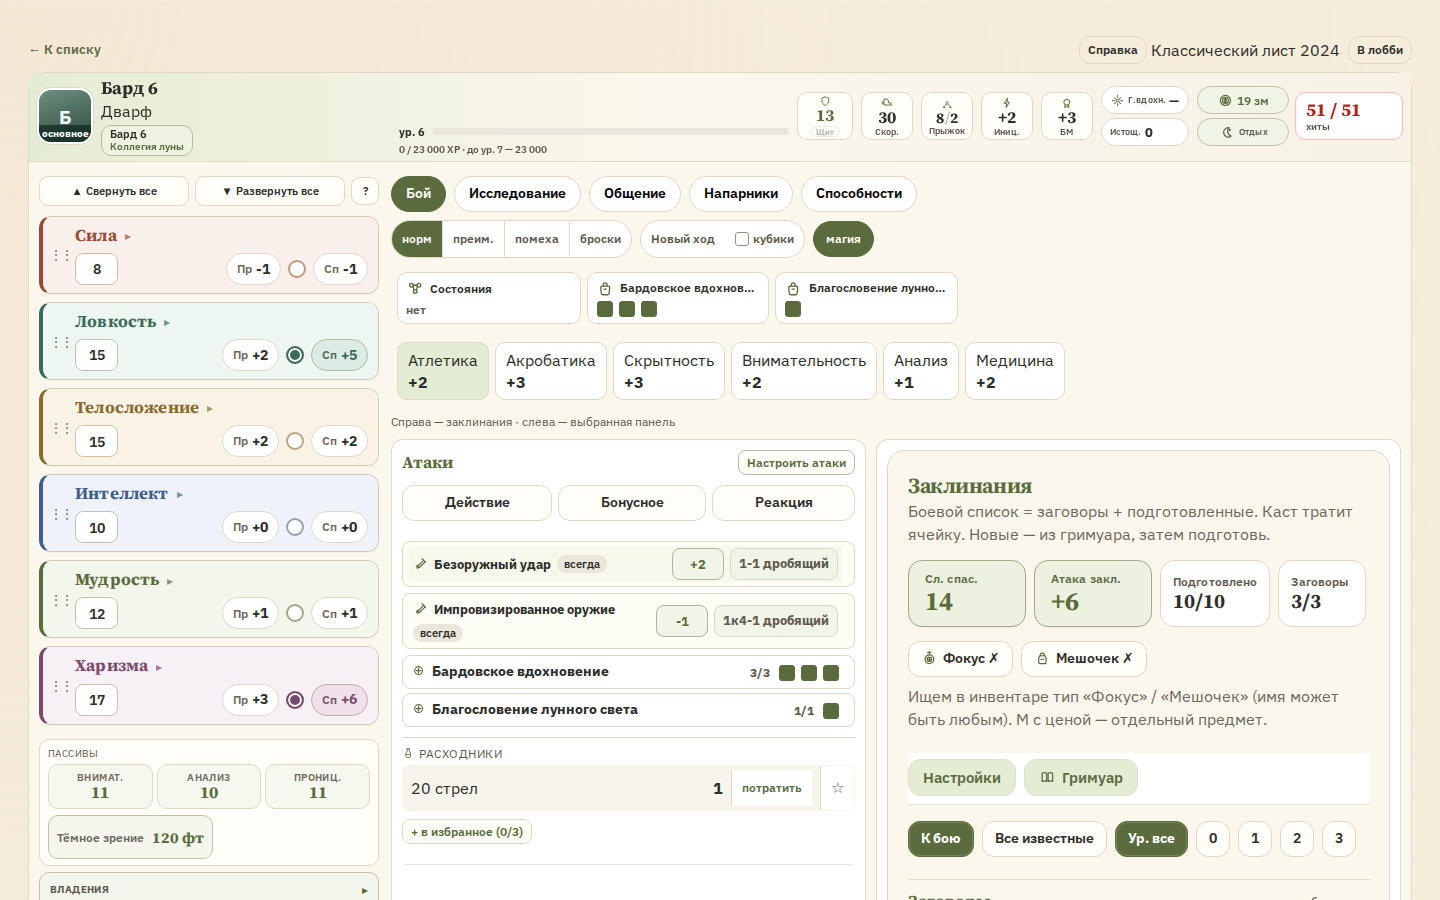 ← К списку
Справка Классический лист 2024 В лобби
Б
основное
Бард 6
Дварф
Бард 6
Коллегия луны
ур. 6
0 / 23 000 XP · до ур. 7 — 23 000
13
Щит
30
Скор.
8/2
Прыжок
+2
Иниц.
+3
БМ
Г.вдохн. —
Истощ. 0
19 зм
Отдых
51 / 51
хиты
▲ Свернуть все
▼ Развернуть все
?
Сила ▸
8 Пр -1 Сп -1
Ловкость ▸
15 Пр +2 Сп +5
Телосложение ▸
15 Пр +2 Сп +2
Интеллект ▸
10 Пр +0 Сп +0
Мудрость ▸
12 Пр +1 Сп +1
Харизма ▸
17 Пр +3 Сп +6
ПАССИВЫ
ВНИМАТ.
11
АНАЛИЗ
10
ПРОНИЦ.
11
Тёмное зрение 120 фт
ВЛАДЕНИЯ ▸
Бой Исследование Общение Напарники Способности
норм преим. помеха броски Новый ход кубики магия
Состояния
нет
Бардовское вдохнов...
Благословение лунно...
Атлетика
+2
Акробатика
+3
Скрытность
+3
Внимательность
+2
Анализ
+1
Медицина
+2
Справа — заклинания · слева — выбранная панель
Атаки Настроить атаки
Действие Бонусное Реакция
Безоружный удар всегда +2 1-1 дробящий
Импровизированное оружие
всегда
-1 1к4-1 дробящий
Бардовское вдохновение 3/3
Благословение лунного света 1/1
РАСХОДНИКИ
20 стрел 1 потратить ☆
+ в избранное (0/3)
Заклинания
Боевой список = заговоры + подготовленные. Каст тратит
ячейку. Новые — из гримуара, затем подготовь.
Сл. спас.
14
Атака закл.
+6
Подготовлено
10/10
Заговоры
3/3
Фокус ✗ Мешочек ✗
Ищем в инвентаре тип «Фокус» / «Мешочек» (имя может
быть любым). М с ценой — отдельный предмет.
Настройки Гримуар
К бою Все известные Ур. все 0 1 2 3